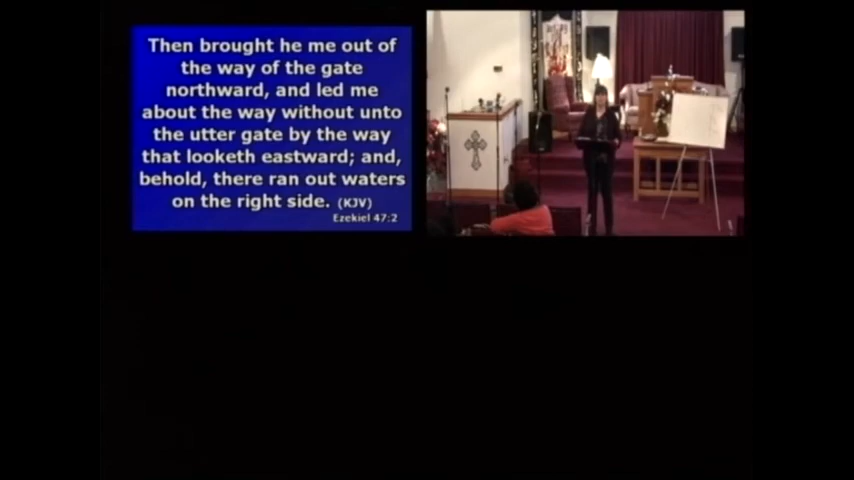 Then brought he me out of
the way of the gate
northward, and led me
about the way without unto
the utter gate by the way
that looketh eastward; and,
behold, there ran out waters
on the right side. (KJV)
Ezekiel 47:2